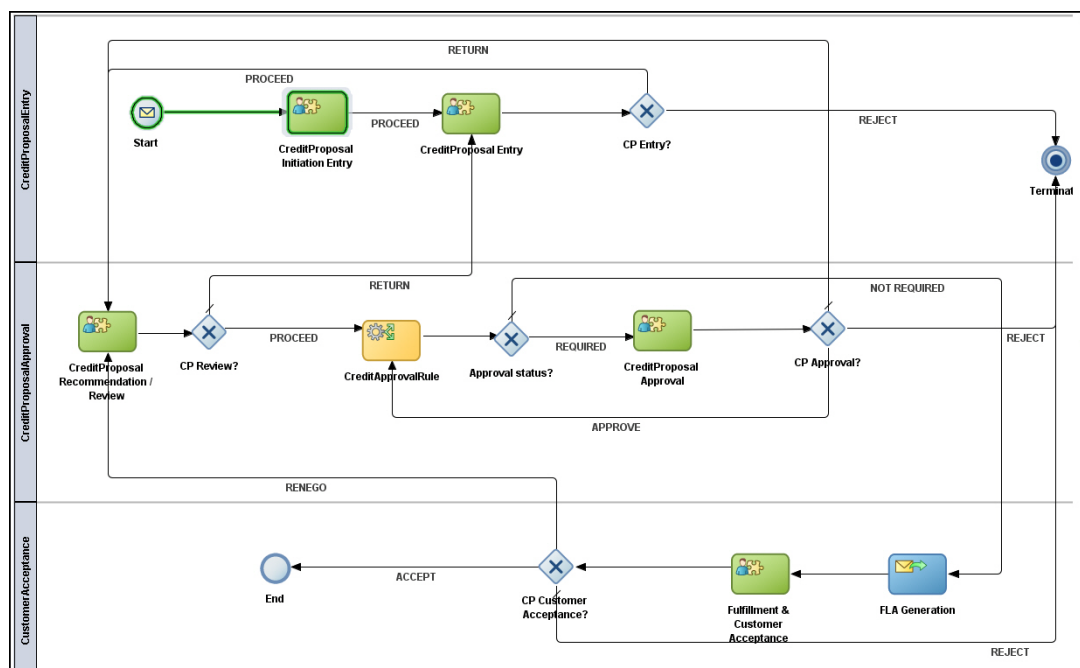 CreditProposalEntry
RETURN
PROCEED
Start
CreditProposal
Initiation Entry
PROCEED
CreditProposal Entry
CP Entry?
REJECT
Terminat
CreditProposalApproval
RETURN
NOT REQUIRED
CreditProposal
Recommendation /
Review
CP Review?
PROCEED
CreditApprovalRule
Approval status?
REQUIRED
CreditProposal
Approval
CP Approval?
REJECT
APPROVE
RENEGO
CustomerAcceptance
End
ACCEPT
CP Customer
Acceptance?
Fulfillment &
Customer
Acceptance
FLA Generation
REJECT